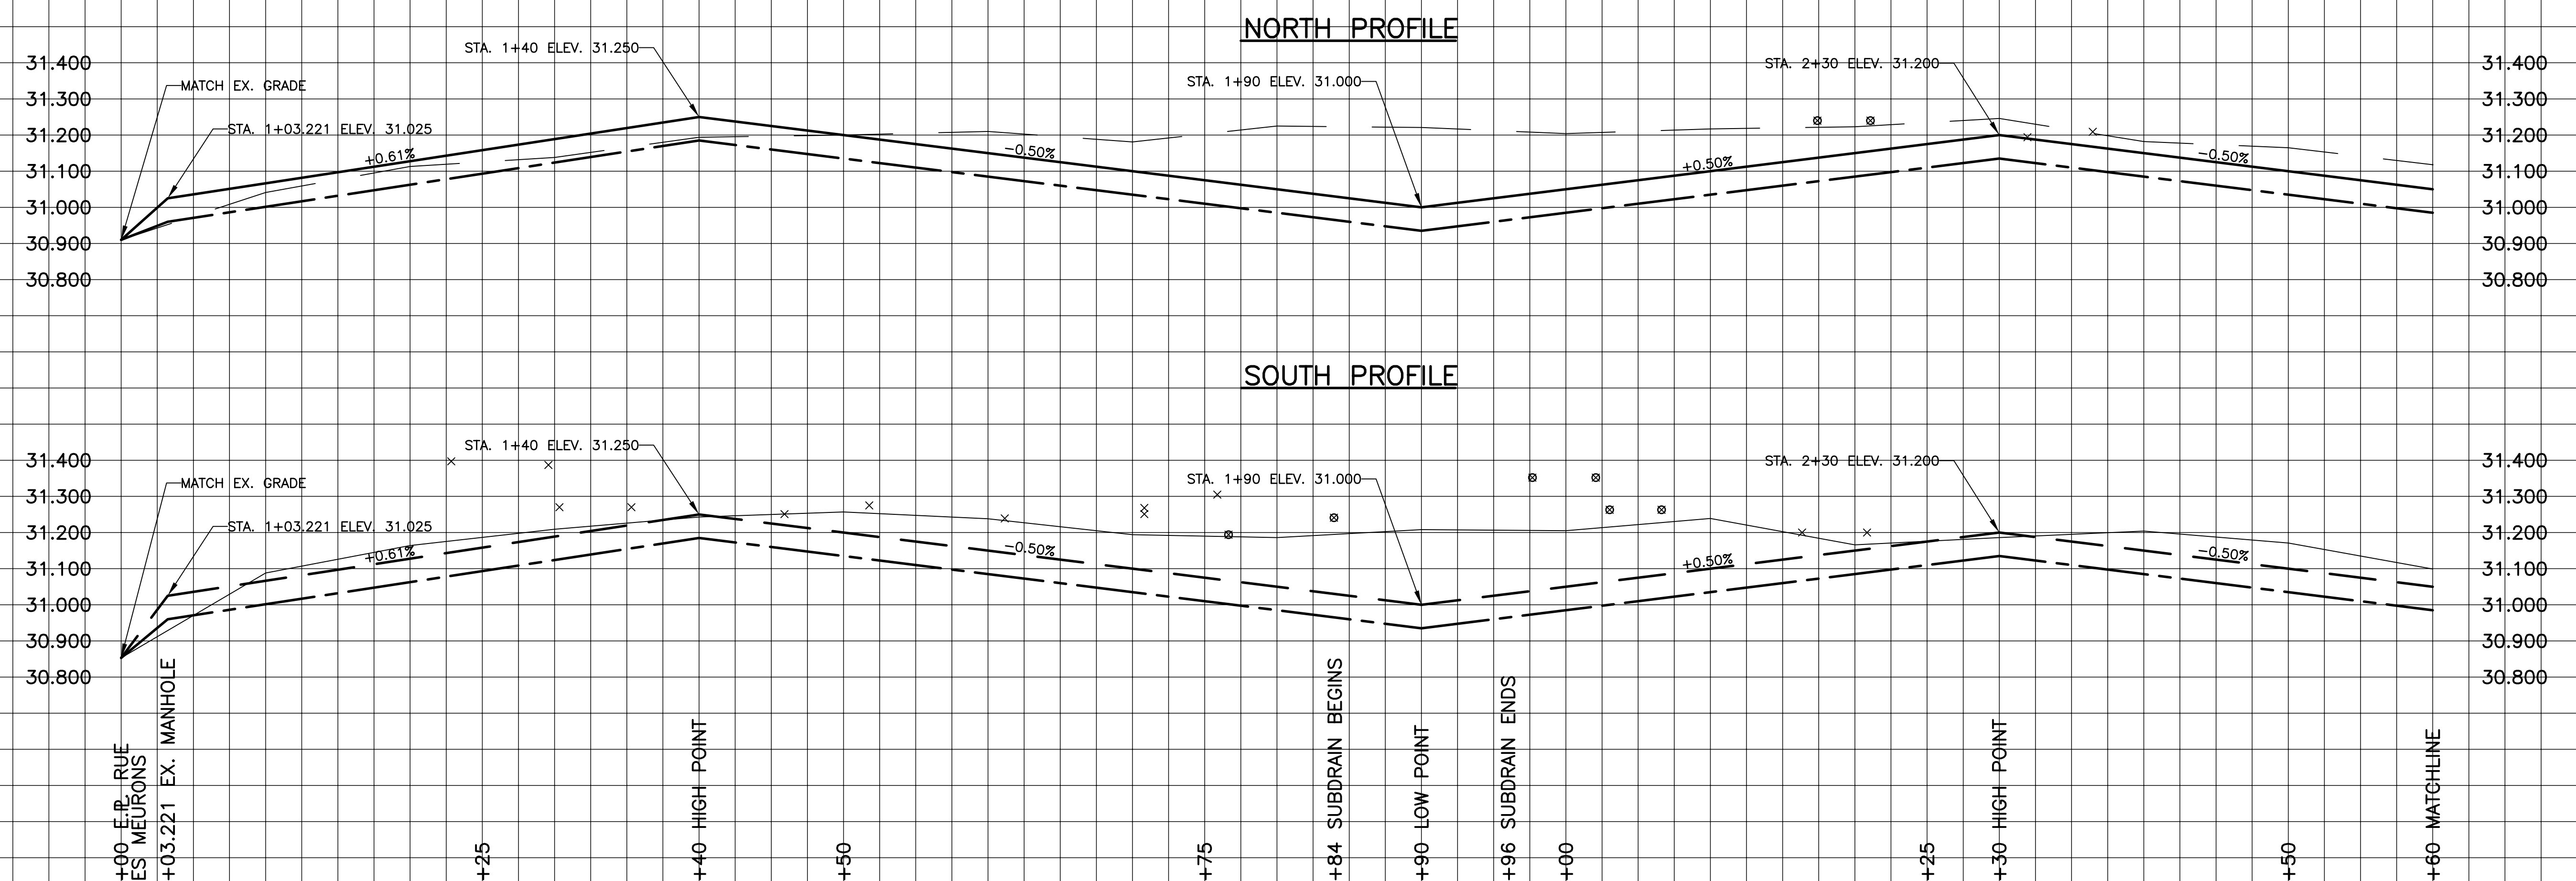 NORTH PROFILE
STA. 1+40 ELEV. 31.250
STA. 2+30 ELEV. 31.200
31.400 31.400
MATCH EX. GRADE
STA. 1+90 ELEV. 31.000
31.300 31.300
STA. 1+03.221 ELEV. 31.025
31.200 31.200
+0.61%
-0.50%
+0.50%
-0.50%
31.100 31.100
31.000 31.000
30.900 30.900
30.800 30.800
SOUTH PROFILE
STA. 1+40 ELEV. 31.250
STA. 2+30 ELEV. 31.200
31.400 31.400
MATCH EX. GRADE
STA. 1+90 ELEV. 31.000
31.300 31.300
STA. 1+03.221 ELEV. 31.025
31.200 31.200
+0.61%
-0.50%
+0.50%
-0.50%
31.100 31.100
31.000 31.000
30.900 30.900
30.800 30.800
+00 E.P. RUE
ES MEURONS
+03.221 EX. MANHOLE
+25
+40 HIGH POINT
+50
+75
+84 SUBDRAIN BEGINS
+90 LOW POINT
+96 SUBDRAIN ENDS
+00
+25
+30 HIGH POINT
+50
+60 MATCHLINE